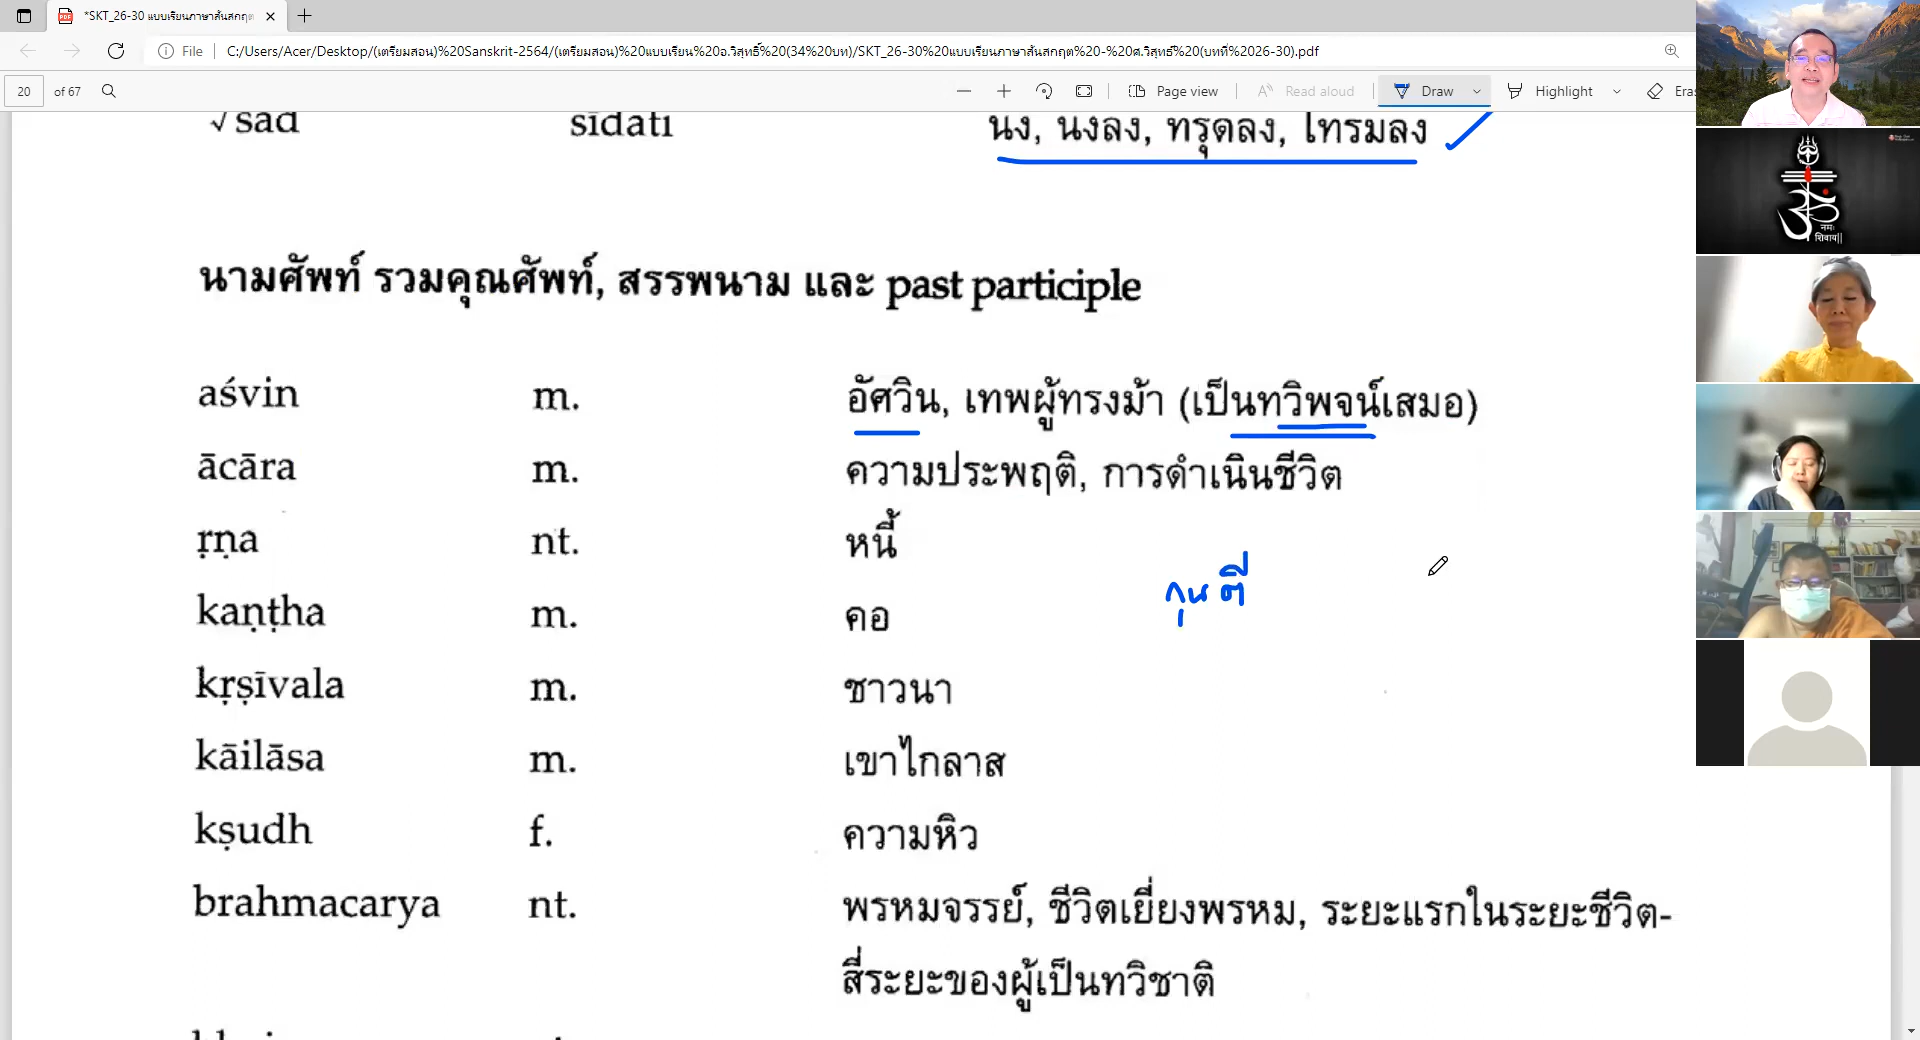 *SKT_26-30 แบบเรียนภาษาสันสกฤต
File C:/Users/Acer/Desktop/(เตรียมสอน)%20Sanskrit-2564/(เตรียมสอน)%20แบบเรียน%20อ.วิสุทธิ์%20(34%20บท)/SKT_26-30%20แบบเรียนภาษาสันสกฤต%20-%20ศ.วิสุทธ์%20(บทที่%2026-30).pdf
20 of 67 Page view Read aloud Draw Highlight Eras
√sad sīdati นั่ง, นั่งลง, ทรุดลง, โทรมลง
นามศัพท์ รวมคุณศัพท์, สรรพนาม และ past participle
aśvin m. อัศวิน, เทพผู้ทรงม้า (เป็นทวิพจน์เสมอ)
ācāra m. ความประพฤติ, การดำเนินชีวิต
ṛṇa nt. หนี้
กุนตี
kaṇṭha m. คอ
kṛṣīvala m. ชาวนา
kāilāsa m. เขาไกลาส
kṣudh f. ความหิว
brahmacarya nt. พรหมจรรย์, ชีวิตเยี่ยงพรหม, ระยะแรกในระยะชีวิต-
สี่ระยะของผู้เป็นทวิชาติ
नमः
शिवाय||